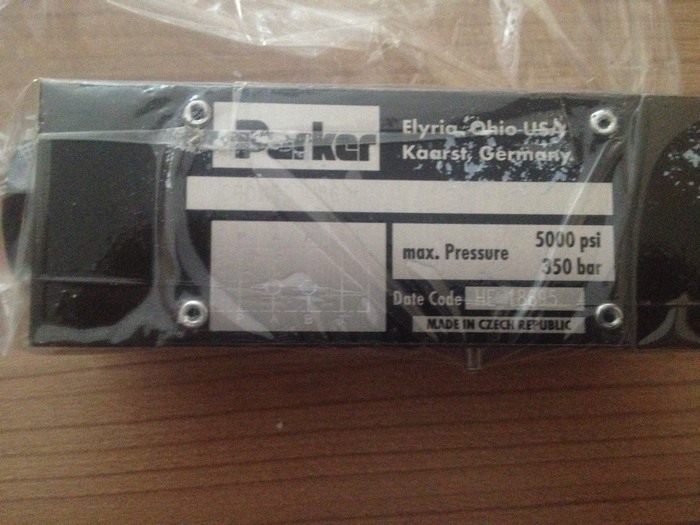 Parker
Elyria, Ohio USA
Kaarst, Germany
max. Pressure 5000 psi
350 bar
Date Code
MADE IN CZECH REPUBLIC